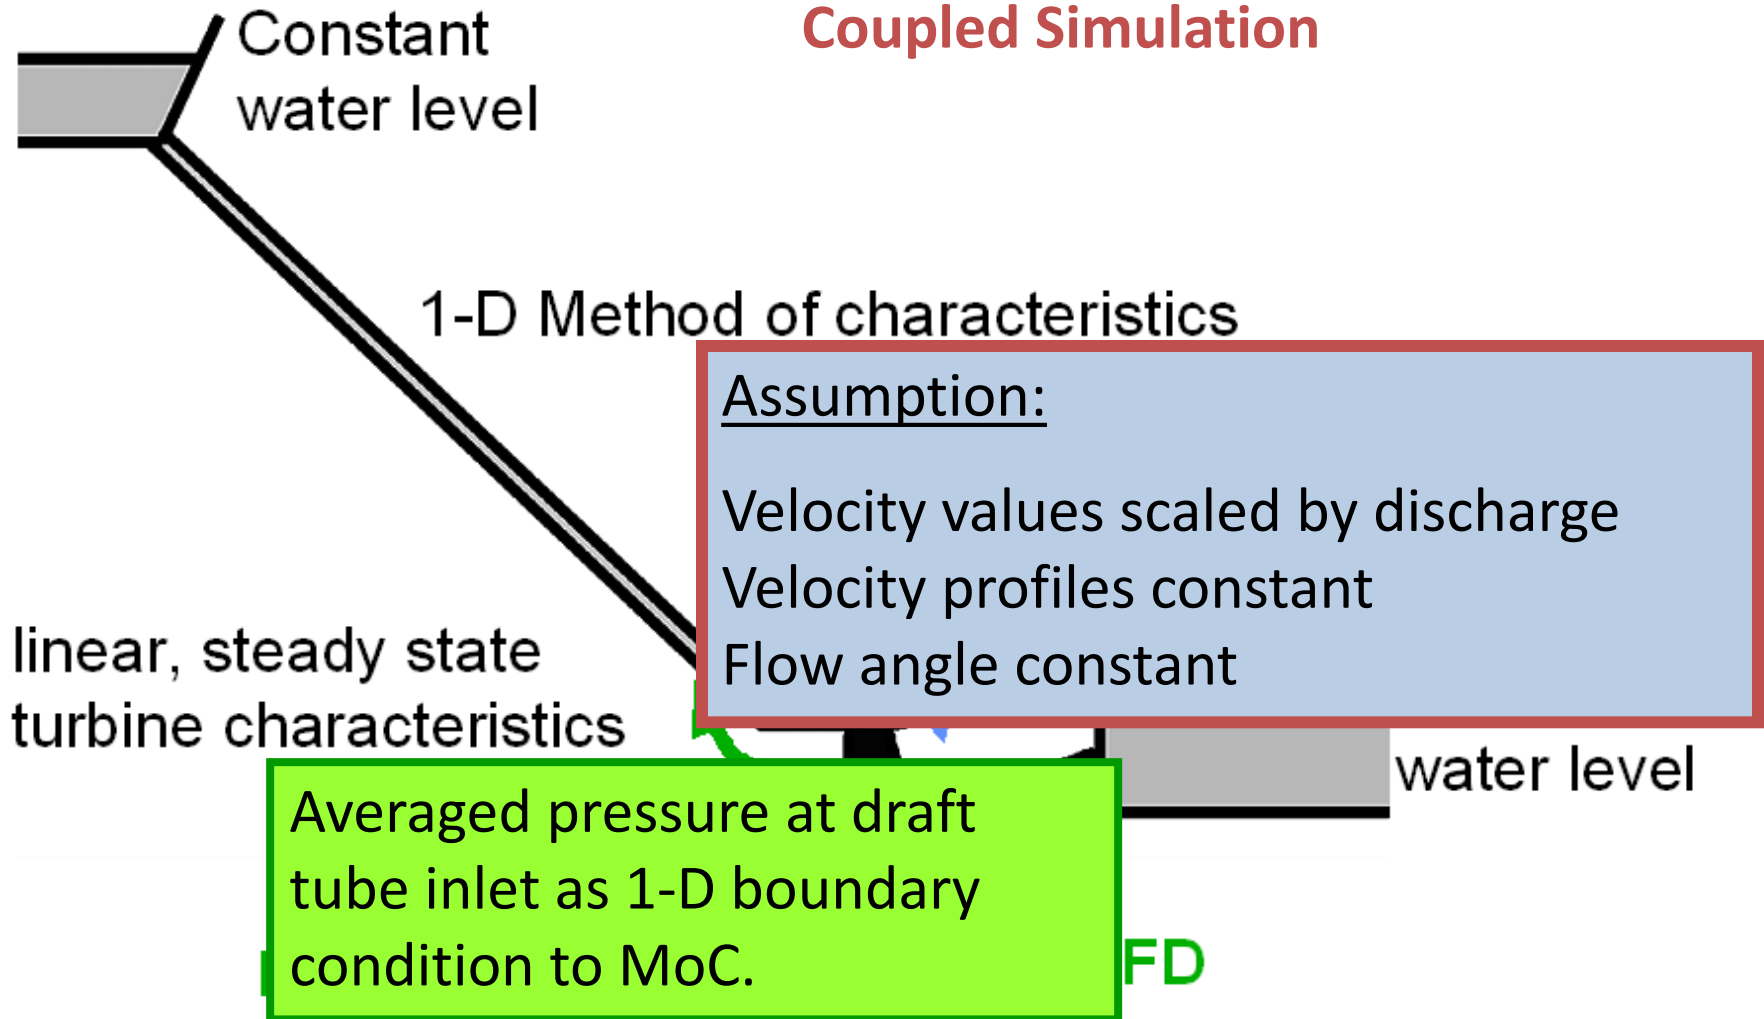 Coupled Simulation
Constant
water level
1-D Method of characteristics
Assumption:
Velocity values scaled by discharge
Velocity profiles constant
Flow angle constant
linear, steady state
turbine characteristics
water level
Averaged pressure at draft
tube inlet as 1-D boundary
condition to MoC.
FD